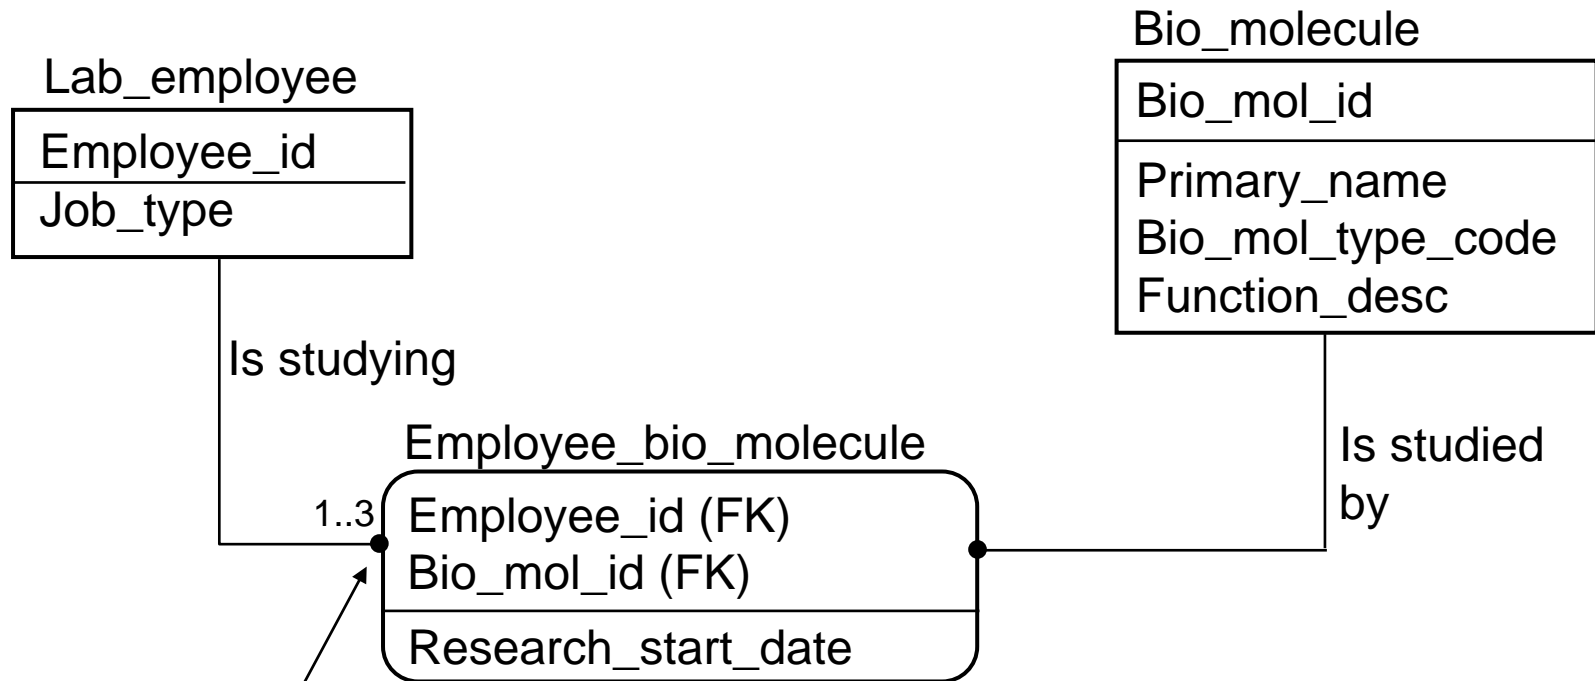 Lab_employee
Employee_id
Job_type
Is studying
Bio_molecule
Bio_mol_id
Primary_name
Bio_mol_type_code
Function_desc
Is studied
by
Employee_bio_molecule
1..3
Employee_id (FK)
Bio_mol_id (FK)
Research_start_date